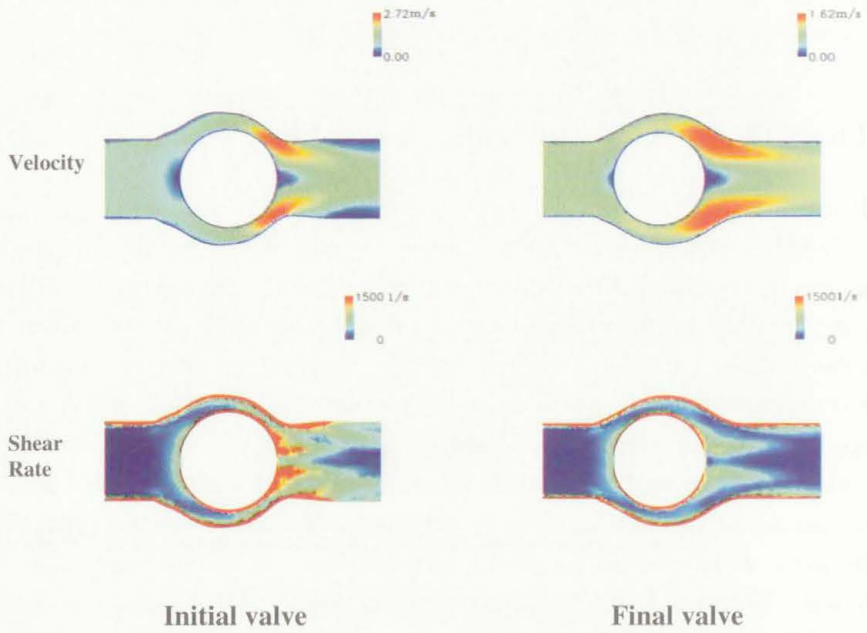 2.72m/s
0.00
1.62m/s
0.00
Velocity
1500 1/s
0
15001/s
0
Shear
Rate
Initial valve
Final valve